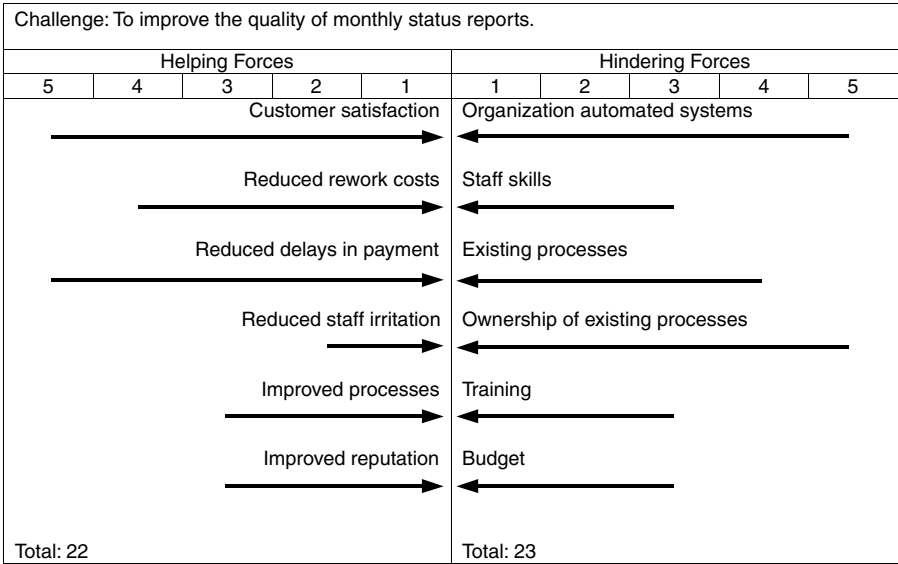 Challenge: To improve the quality of monthly status reports.
Helping Forces Hindering Forces
5 4 3 2 1 1 2 3 4 5
Customer satisfaction Organization automated systems
Reduced rework costs Staff skills
Reduced delays in payment Existing processes
Reduced staff irritation Ownership of existing processes
Improved processes Training
Improved reputation Budget
Total: 22 Total: 23